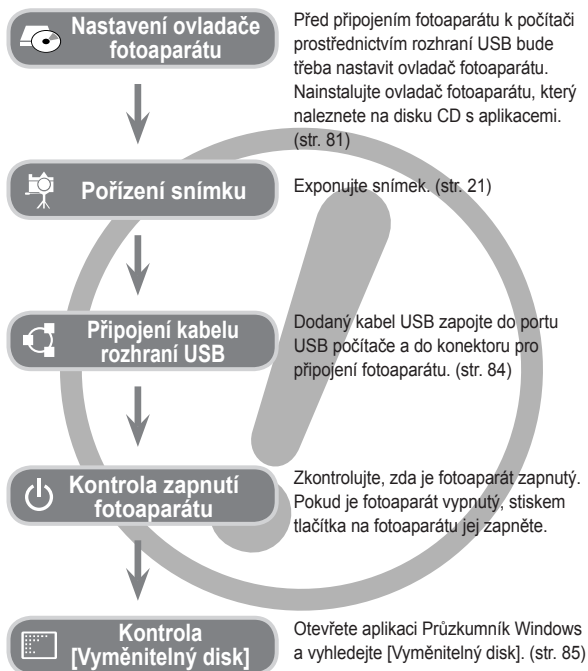 Nastavení ovladače
fotoaparátu
Před připojením fotoaparátu k počítači
prostřednictvím rozhraní USB bude
třeba nastavit ovladač fotoaparátu.
Nainstalujte ovladač fotoaparátu, který
naleznete na disku CD s aplikacemi.
(str. 81)
Pořízení snímku
Exponujte snímek. (str. 21)
Připojení kabelu
rozhraní USB
Dodaný kabel USB zapojte do portu
USB počítače a do konektoru pro
připojení fotoaparátu. (str. 84)
Kontrola zapnutí
fotoaparátu
Zkontrolujte, zda je fotoaparát zapnutý.
Pokud je fotoaparát vypnutý, stiskem
tlačítka na fotoaparátu jej zapněte.
Kontrola
[Vyměnitelný disk]
Otevřete aplikaci Průzkumník Windows
a vyhledejte [Vyměnitelný disk]. (str. 85)